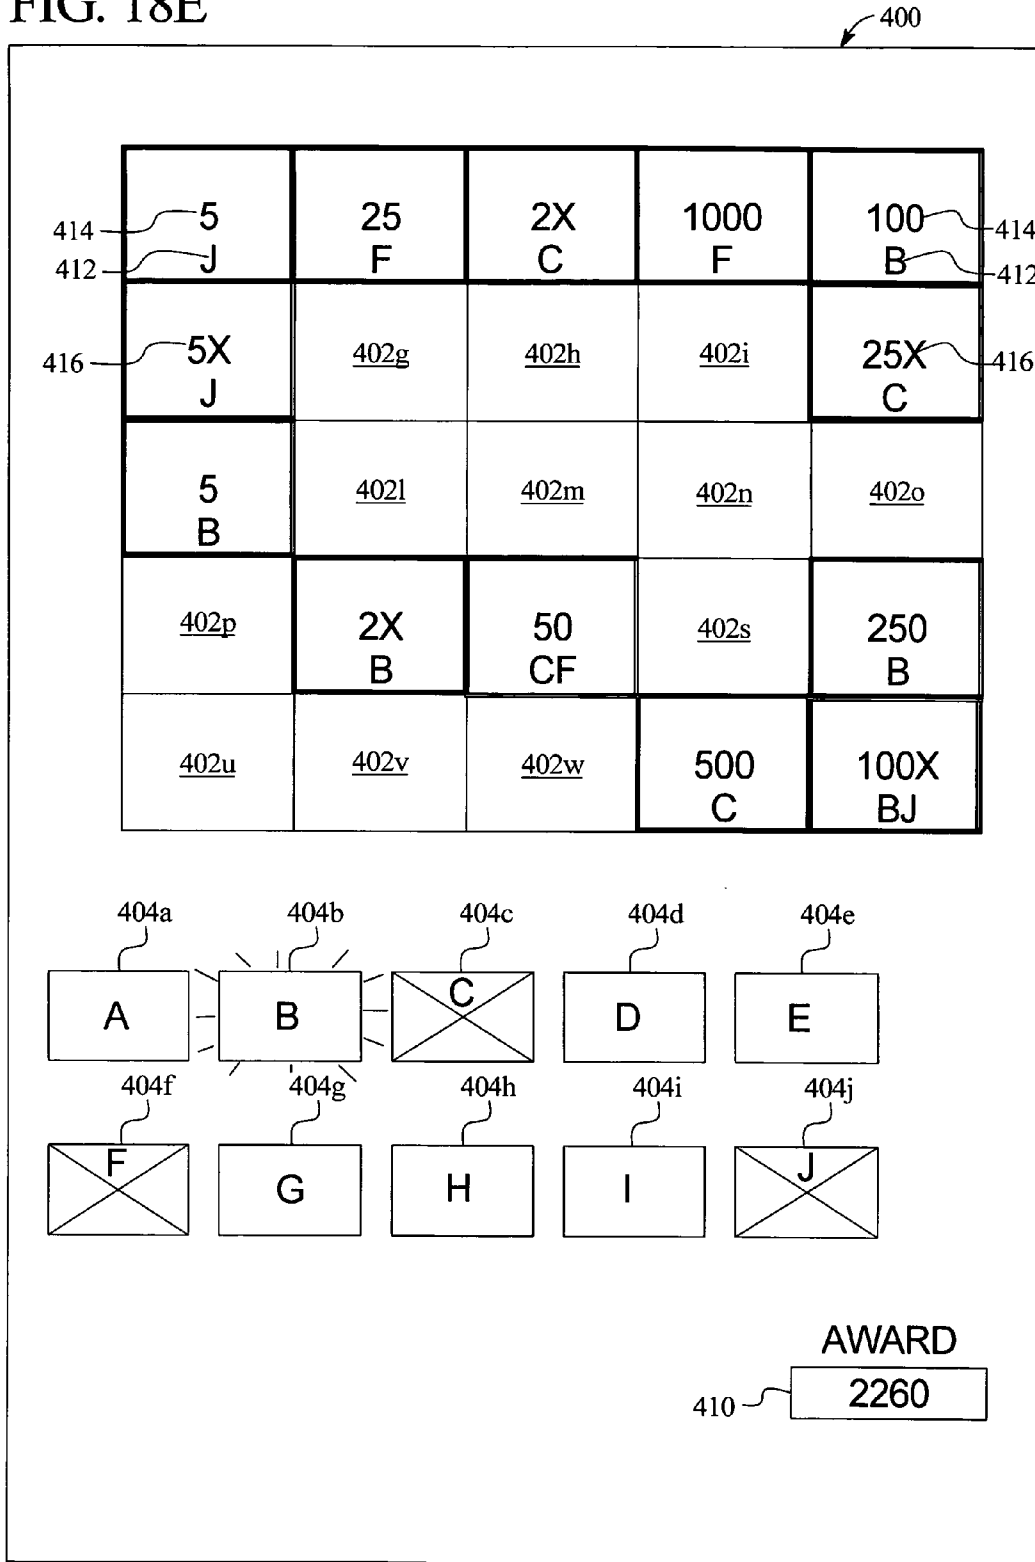 FIG. 18E
400
5 25 2X 1000 100
414 414
J F C F B
412 412
5X 402g 402h 402i 25X
416 416
J C
5 402l 402m 402n 402o
B
402p 2X 50 402s 250
B CF B
402u 402v 402w 500 100X
C BJ
404a 404b 404c 404d 404e
A B C D E
404f 404g 404h 404i 404j
F G H I J
AWARD
410 2260